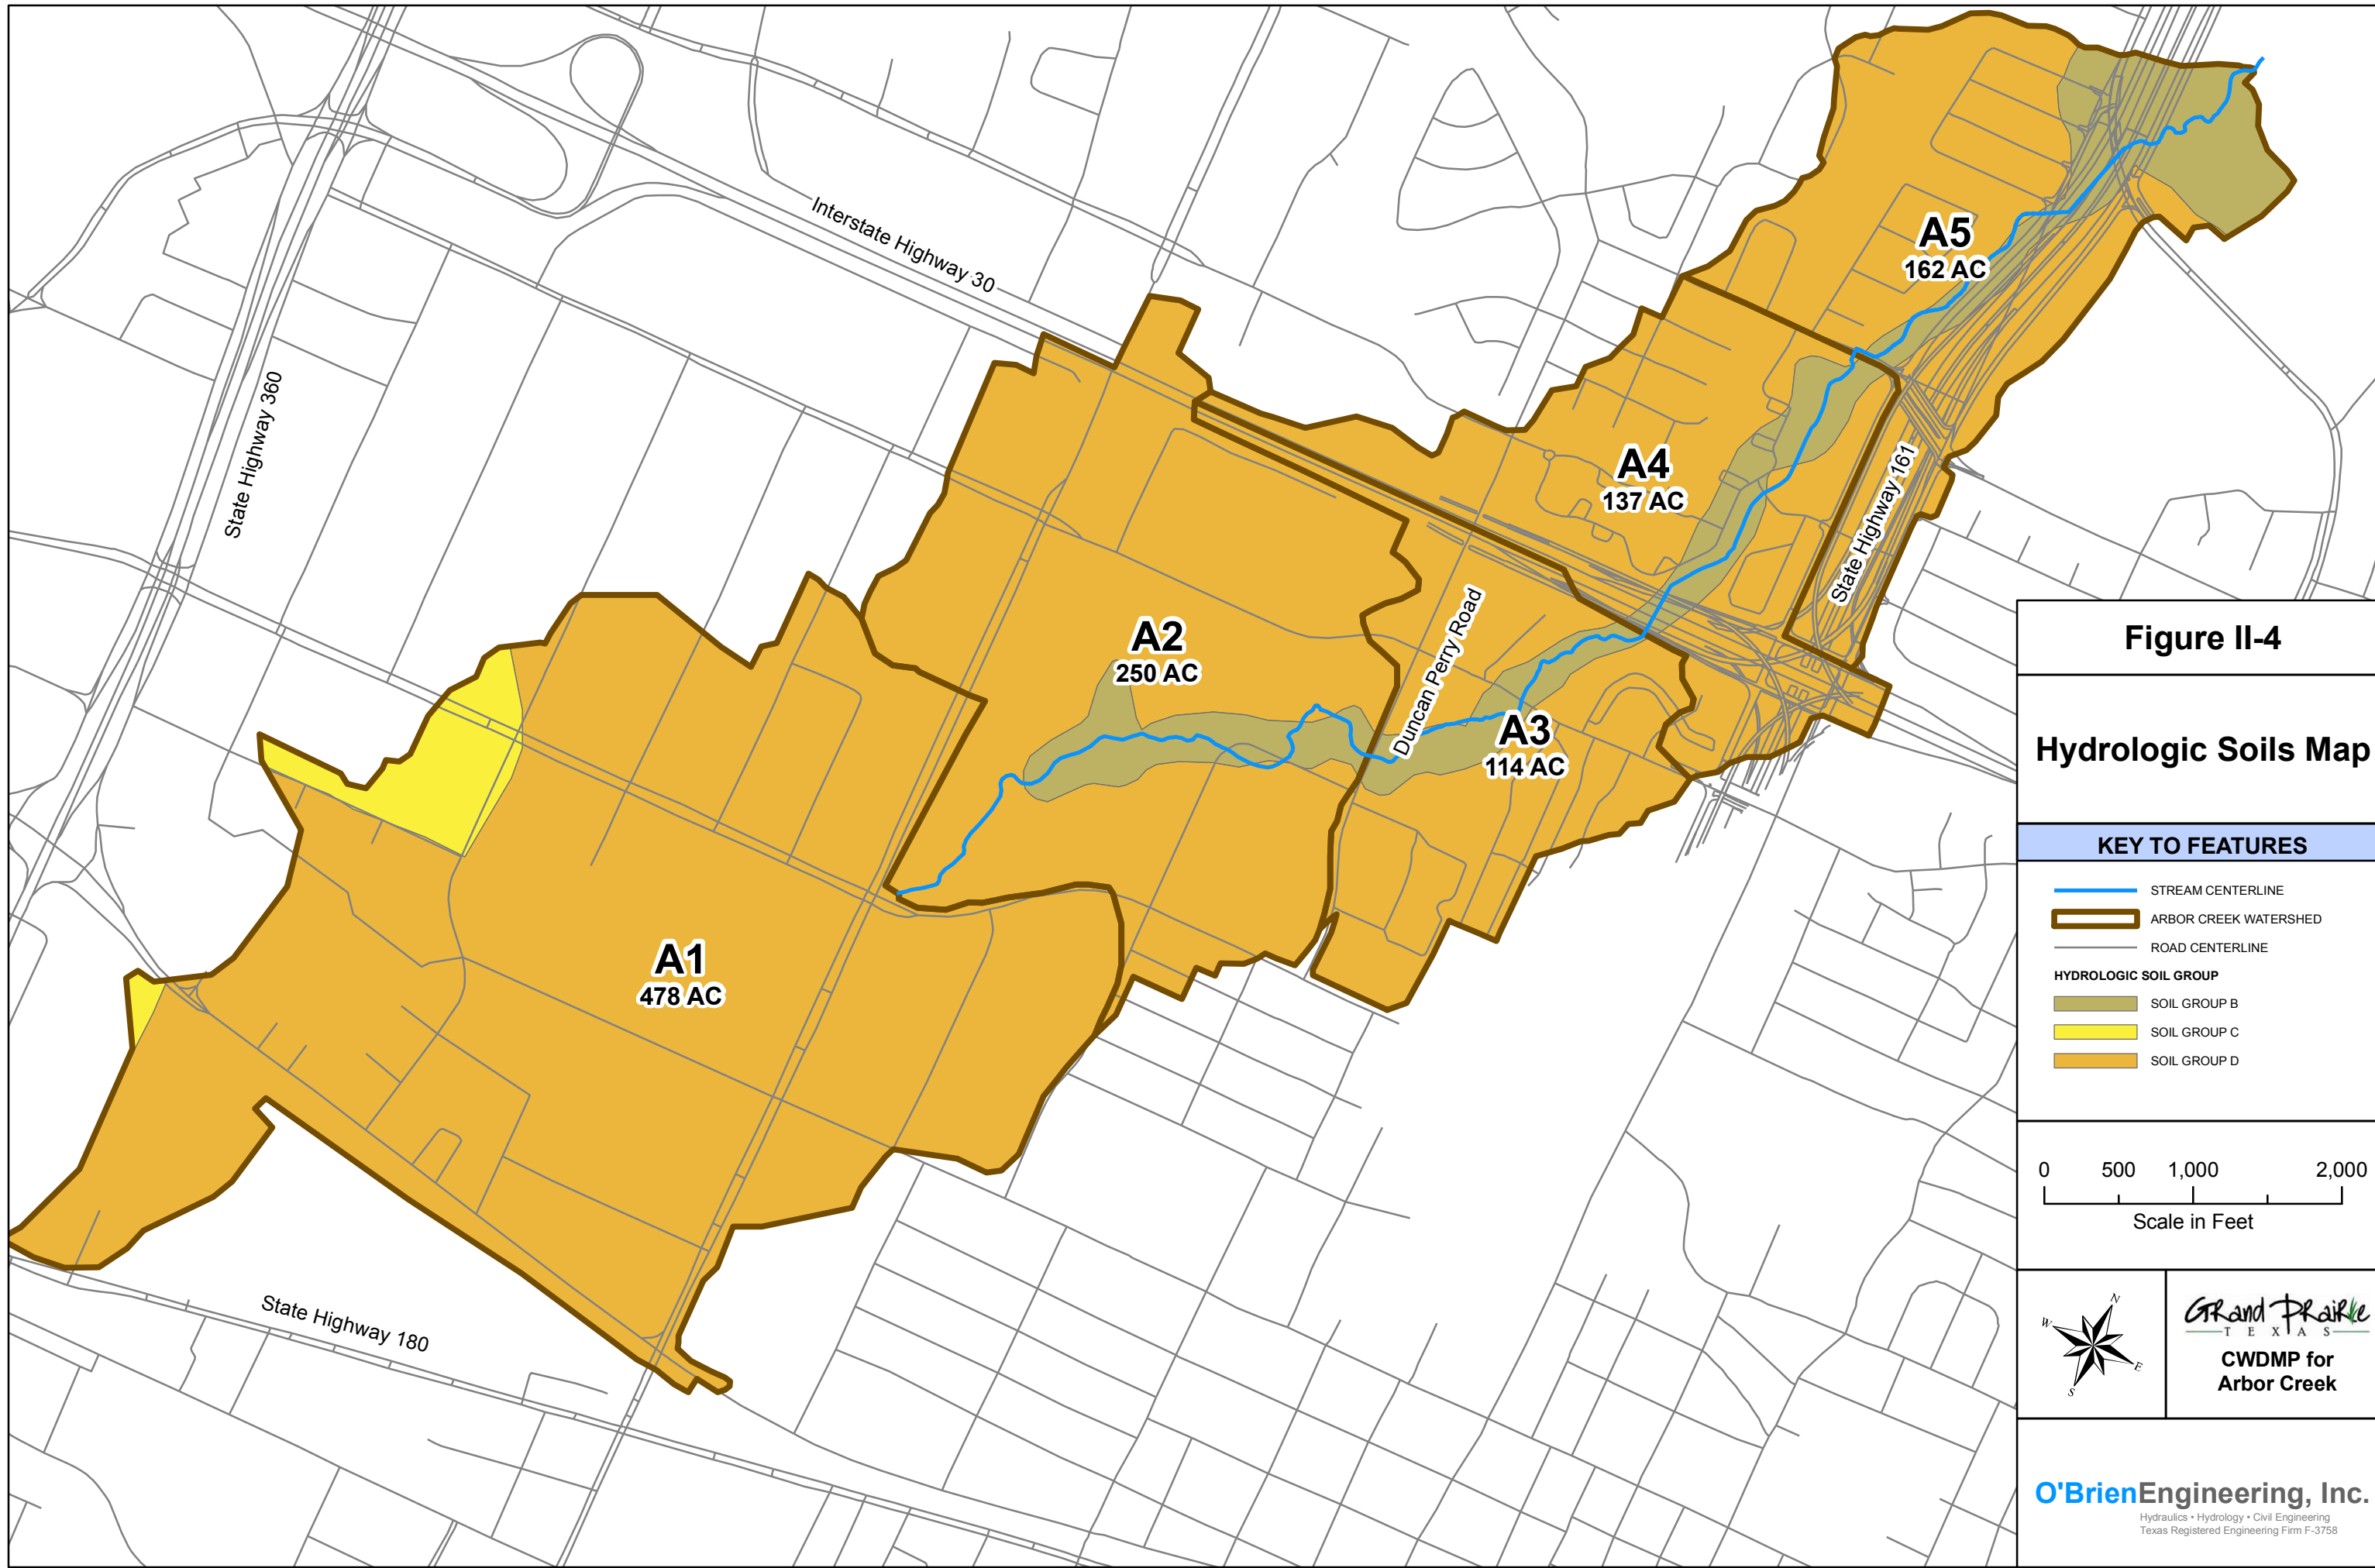 Interstate Highway 30
State Highway 360
A5
162 AC
A4
137 AC
State Highway 161
A2
250 AC
Duncan Perry Road
A3
114 AC
A1
478 AC
State Highway 180
Figure II-4
Hydrologic Soils Map
KEY TO FEATURES
STREAM CENTERLINE
ARBOR CREEK WATERSHED
ROAD CENTERLINE
HYDROLOGIC SOIL GROUP
SOIL GROUP B
SOIL GROUP C
SOIL GROUP D
0 500 1,000 2,000
Scale in Feet
N
W
E
S
GRand PRaiRie
TEXAS
CWDMP for
Arbor Creek
O'BrienEngineering, Inc.
Hydraulics • Hydrology • Civil Engineering
Texas Registered Engineering Firm F-3758